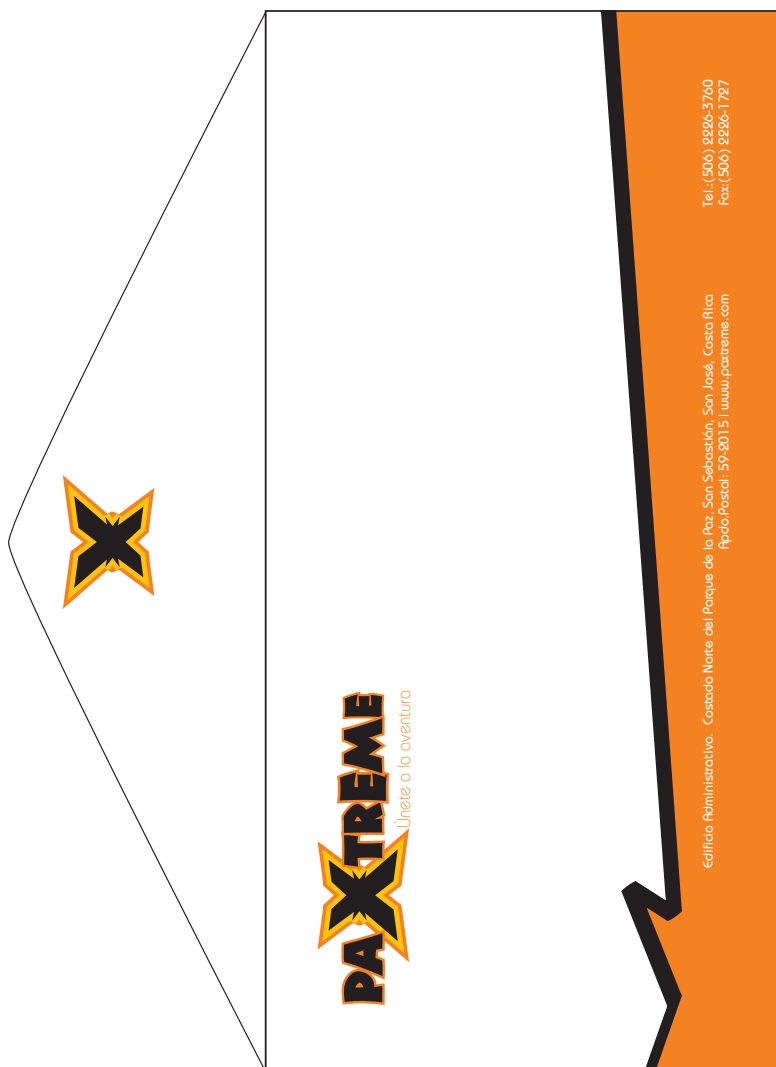 X
PAXTREME
Únete a la aventura
Edificio Administrativo. Costado Norte del Parque de la Paz, San Sebastián, San José, Costa Rica
Apdo.Postal: 59-2015 | www.paxtreme.com
Tel.:(506) 2226-3760
Fax:(506) 2226-1727